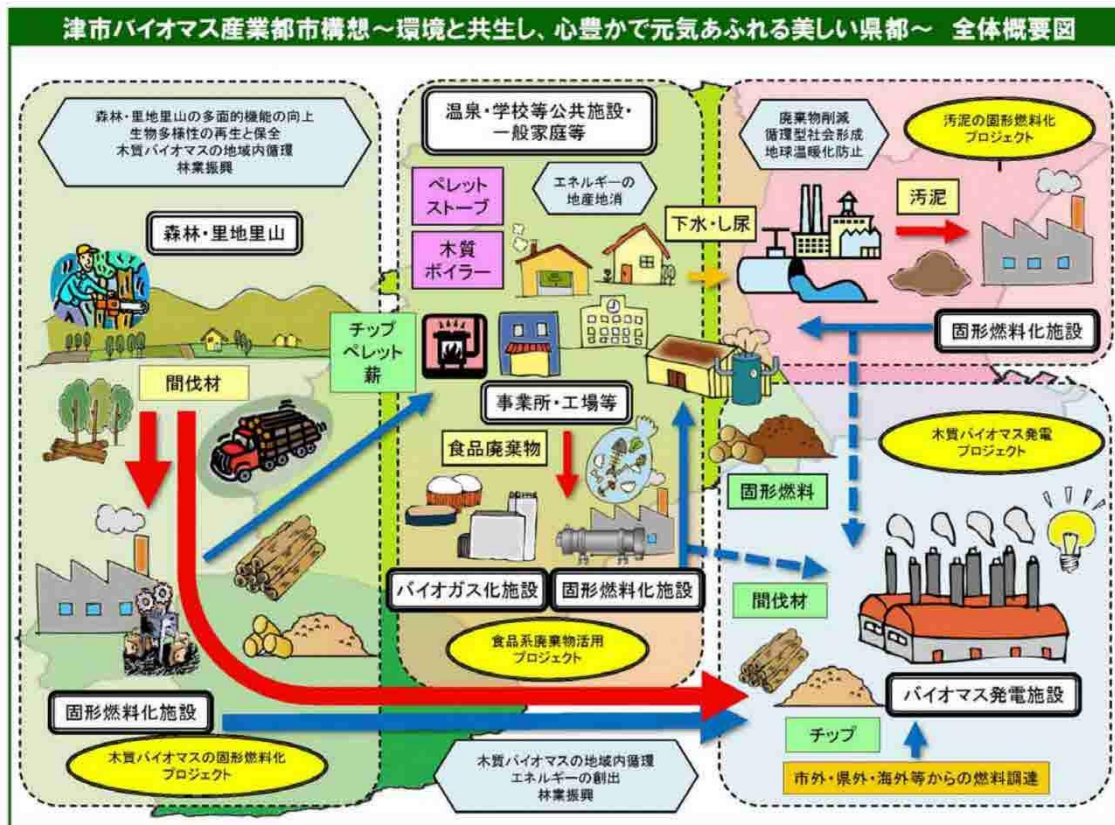 津市バイオマス産業都市構想～環境と共生し、心豊かで元気あふれる美しい県都～　全体概要図
森林・里地里山の多面的機能の向上
生物多様性の再生と保全
木質バイオマスの地域内循環
林業振興
森林・里地里山
間伐材
チップ
ペレット
薪
固形燃料化施設
木質バイオマスの固形燃料化
プロジェクト
温泉・学校等公共施設・
一般家庭等
ペレット
ストーブ
エネルギーの
地産地消
木質
ボイラー
事業所・工場等
食品廃棄物
バイオガス化施設
固形燃料化施設
食品系廃棄物活用
プロジェクト
木質バイオマスの地域内循環
エネルギーの創出
林業振興
廃棄物削減
循環型社会形成
地球温暖化防止
汚泥の固形燃料化
プロジェクト
下水・し尿
汚泥
固形燃料化施設
木質バイオマス発電
プロジェクト
固形燃料
間伐材
バイオマス発電施設
チップ
市外・県外・海外等からの燃料調達